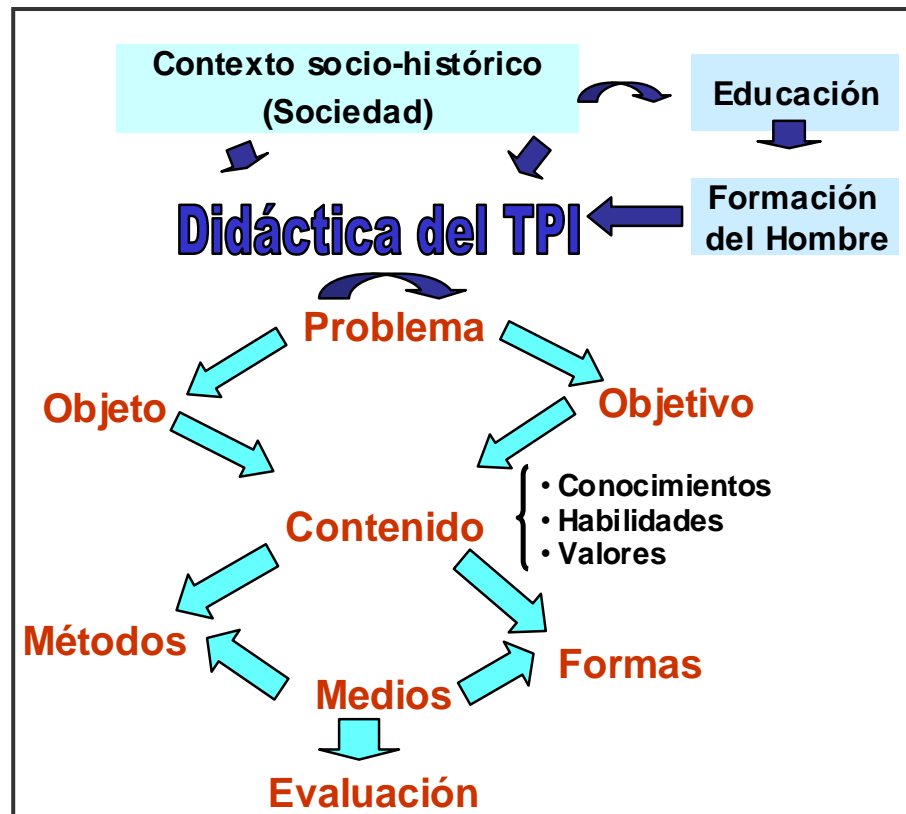 Contexto socio-histórico
(Sociedad)
Educación
Formación
del Hombre
Didáctica del TPI
Problema
Objeto
Objetivo
Contenido
• Conocimientos
• Habilidades
• Valores
Métodos
Formas
Medios
Evaluación